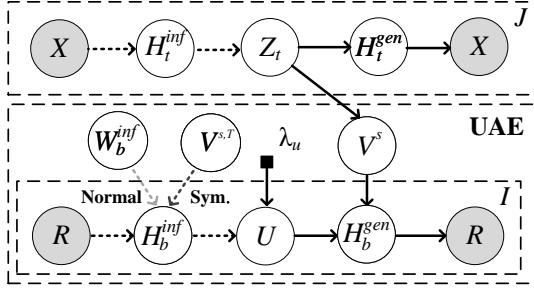 J
X H_t^{inf} Z_t H_t^{gen} X
UAE
W_b^{inf} V^{s,T} λ_u V^s
Normal Sym.
I
R H_b^{inf} U H_b^{gen} R